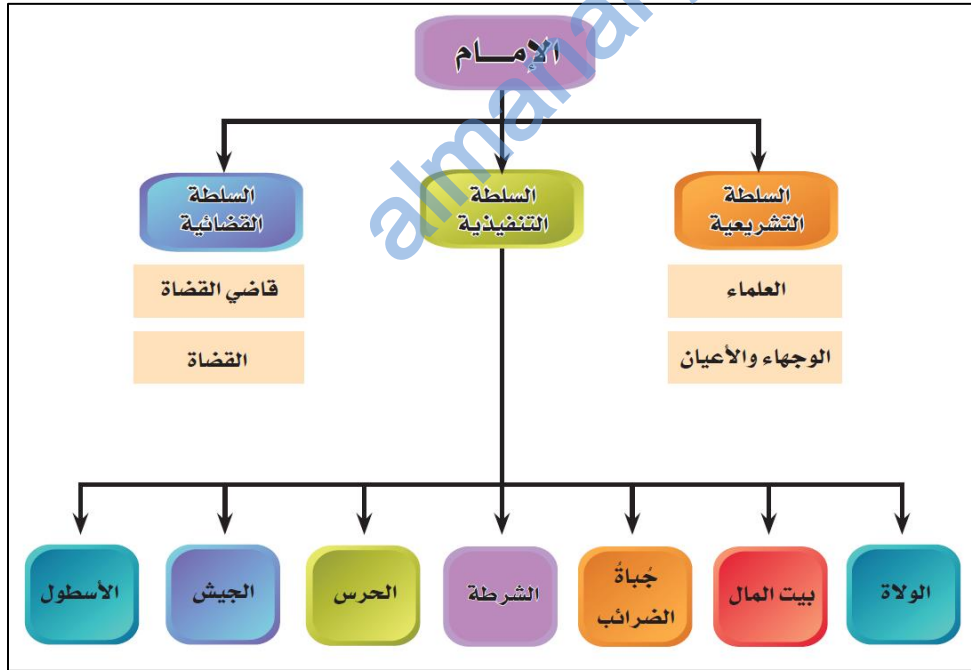 الإمـــام
السلطة
التشريعية
السلطة
التنفيذية
السلطة
القضائية
العلماء
الوجهاء والأعيان
قاضي القضاة
القضاة
الولاة
بيت المال
جُباةُ
الضرائب
الشرطة
الحرس
الجيش
الأسطول